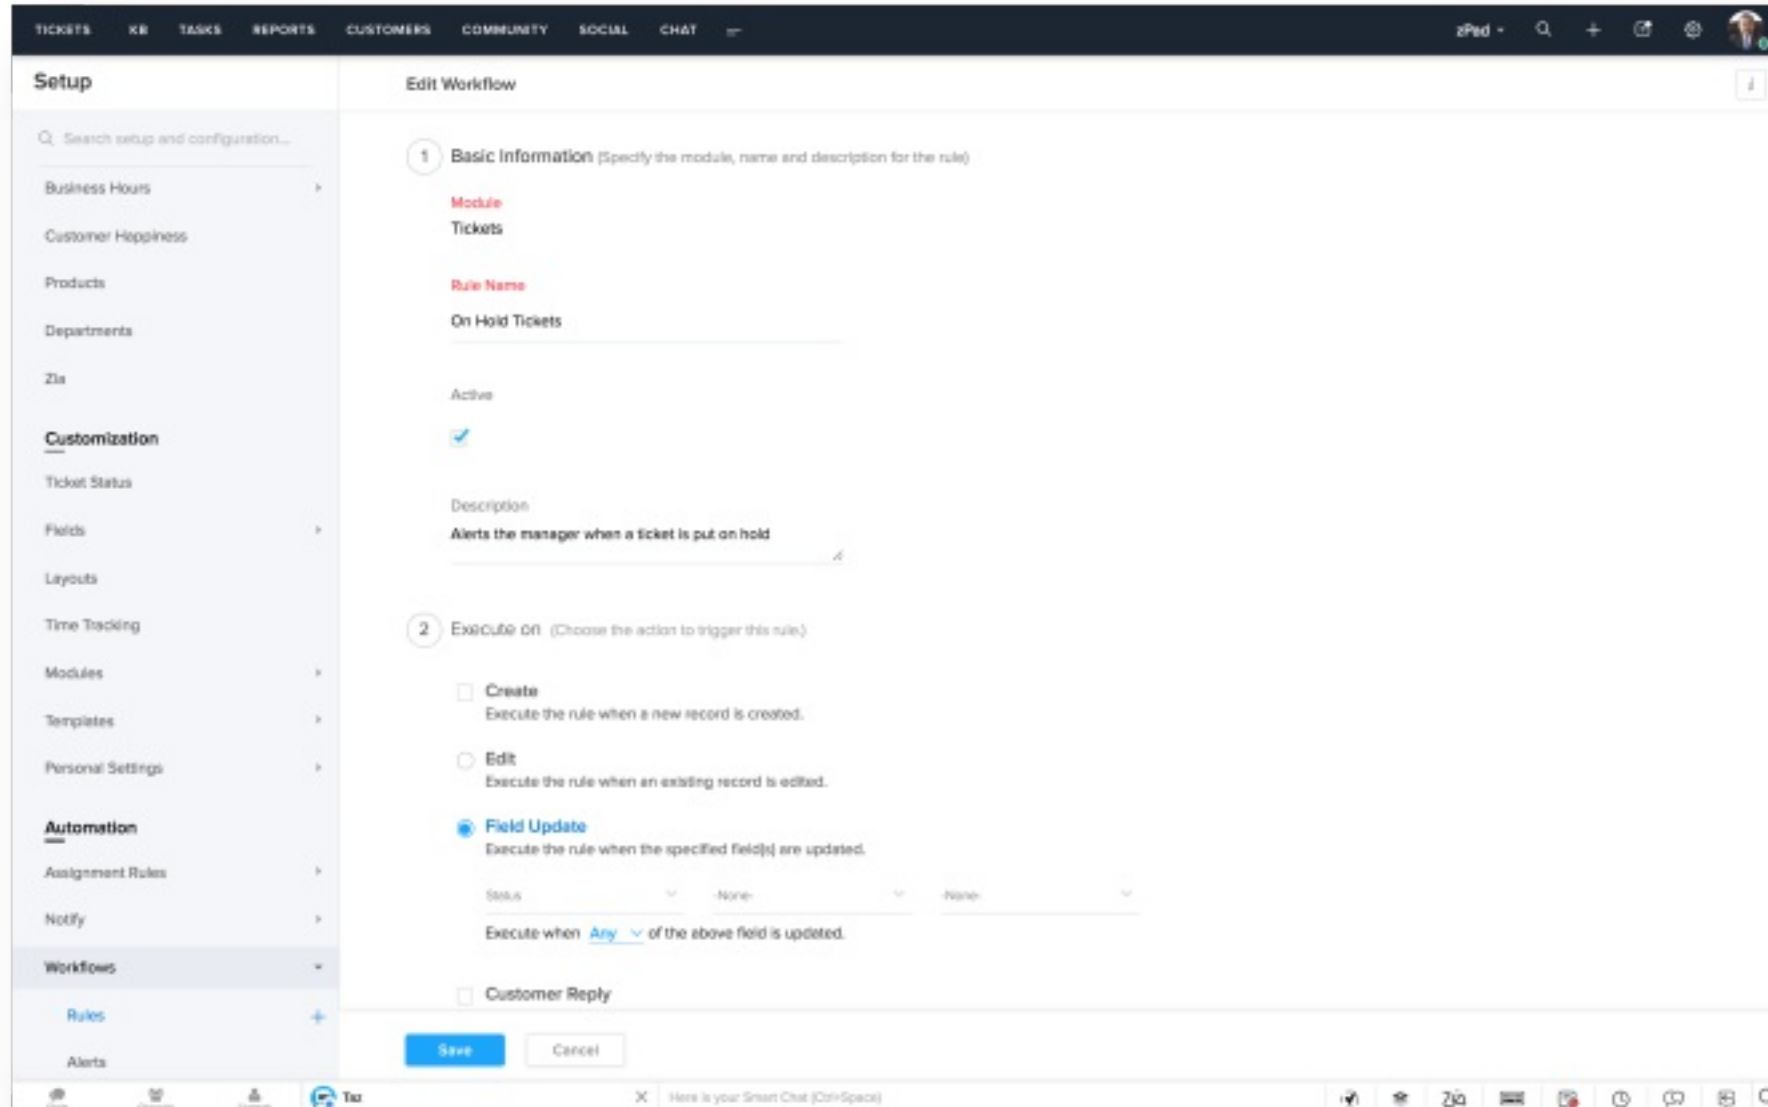 TICKETS KB TASKS REPORTS CUSTOMERS COMMUNITY SOCIAL CHAT zPad
Setup
Search setup and configuration...
Business Hours
Customer Happiness
Products
Departments
Zia
Customization
Ticket Status
Fields
Layouts
Time Tracking
Modules
Templates
Personal Settings
Automation
Assignment Rules
Notify
Workflows
Rules
Alerts
Edit Workflow
1 Basic Information (Specify the module, name and description for the rule)
Module
Tickets
Rule Name
On Hold Tickets
Active
Description
Alerts the manager when a ticket is put on hold
2 Execute on (Choose the action to trigger this rule.)
Create
Execute the rule when a new record is created.
Edit
Execute the rule when an existing record is edited.
Field Update
Execute the rule when the specified field(s) are updated.
Status -None- -None-
Execute when Any of the above field is updated.
Customer Reply
Save Cancel
Taz Here is your Smart Chat (Ctrl+Space)